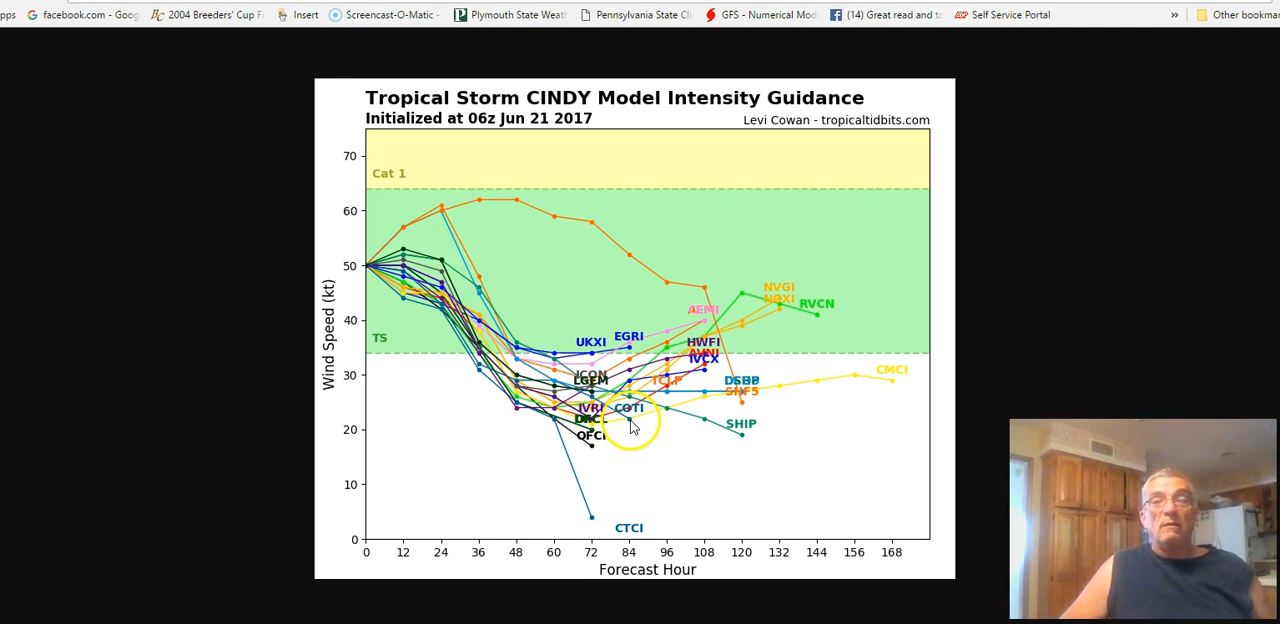 pps facebook.com - Goog 2004 Breeders' Cup Fi Insert Screencast-O-Matic - Plymouth State Weat Pennsylvania State Cli GFS - Numerical Mod (14) Great read and to Self Service Portal » Other bookmar
Tropical Storm CINDY Model Intensity Guidance
Initialized at 06z Jun 21 2017
Levi Cowan - tropicaltidbits.com
Wind Speed (kt)
70
60
50
40
30
20
10
0
Cat 1
TS
NVGI
NGXI
RVCN
AEMI
EGRI
UKXI
HWFI
AVNI
IVCX
ICON
LGEM
TCLP
DSHP
SHF5
CMCI
IVRI
COTI
SHIP
OFCI
CTCI
0 12 24 36 48 60 72 84 96 108 120 132 144 156 168
Forecast Hour